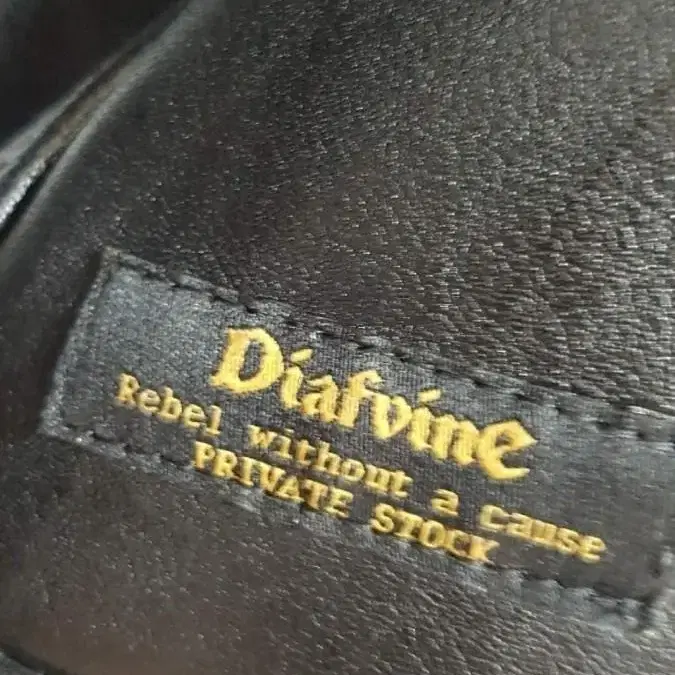 Diafvine
Rebel without a cause
PRIVATE STOCK